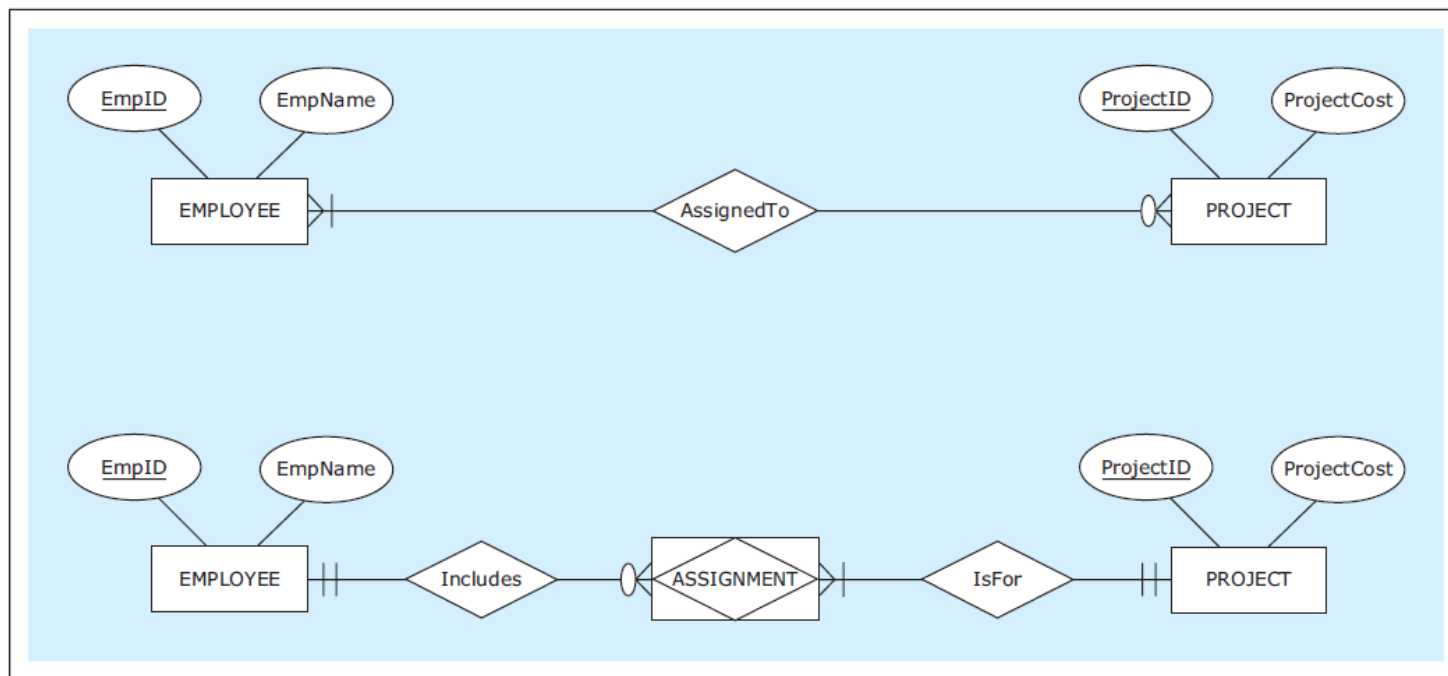 EmpID
EmpName
ProjectID
ProjectCost
EMPLOYEE
AssignedTo
PROJECT
EmpID
EmpName
ProjectID
ProjectCost
EMPLOYEE
Includes
ASSIGNMENT
IsFor
PROJECT